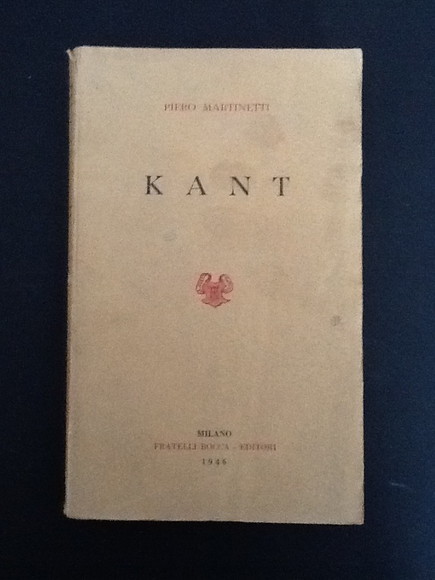 PIERO MARTINETTI
KANT
MILANO
FRATELLI BOCCA - EDITORI
1946